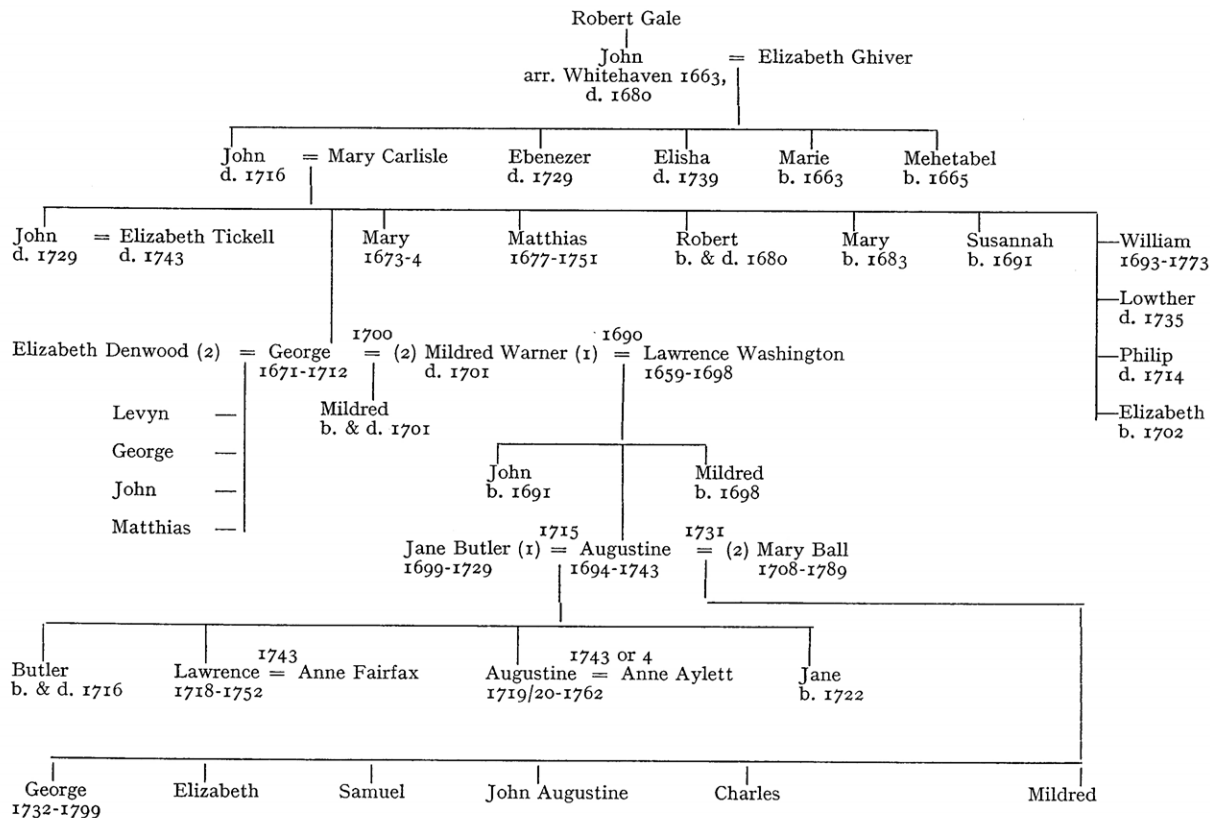 Robert Gale
John = Elizabeth Ghiver
arr. Whitehaven 1663,
d. 1680
John = Mary Carlisle Ebenezer Elisha Marie Mehetabel
d. 1716 d. 1729 d. 1739 b. 1663 b. 1665
John = Elizabeth Tickell Mary Matthias Robert Mary Susannah William
d. 1729 d. 1743 1673-4 1677-1751 b. & d. 1680 b. 1683 b. 1691 1693-1773
Lowther
d. 1735
1700 1690
Elizabeth Denwood (2) = George = (2) Mildred Warner (1) = Lawrence Washington Philip
1671-1712 d. 1701 1659-1698 d. 1714
Levyn Mildred Elizabeth
b. & d. 1701 b. 1702
George
John Mildred
John b. 1691 b. 1698
Matthias
1715 1731
Jane Butler (1) = Augustine = (2) Mary Ball
1699-1729 1694-1743 1708-1789
1743 1743 or 4
Butler Lawrence = Anne Fairfax Augustine = Anne Aylett Jane
b. & d. 1716 1718-1752 1719/20-1762 b. 1722
George Elizabeth Samuel John Augustine Charles Mildred
1732-1799